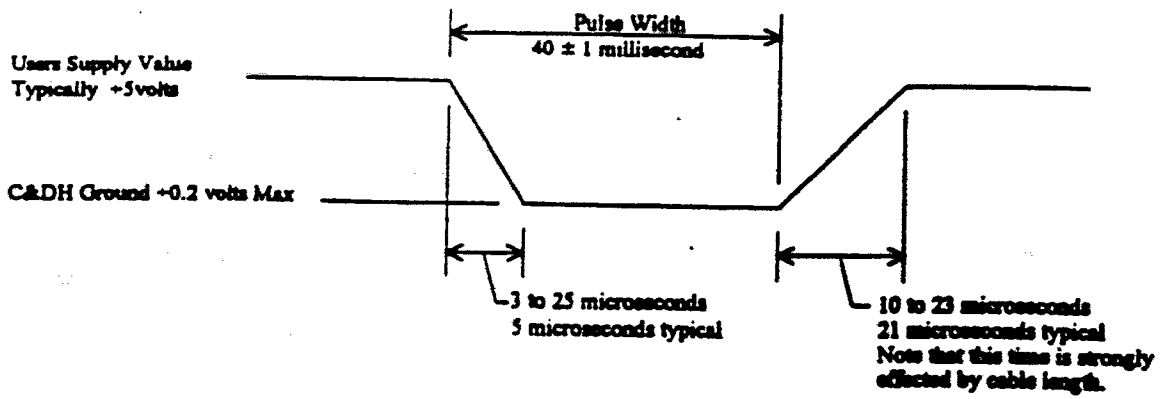 Pulse Width
40 ± 1 millisecond
Users Supply Value
Typically +5volts
C&DH Ground +0.2 volts Max
3 to 25 microseconds
5 microseconds typical
10 to 23 microseconds
21 microseconds typical
Note that this time is strongly
effected by cable length.